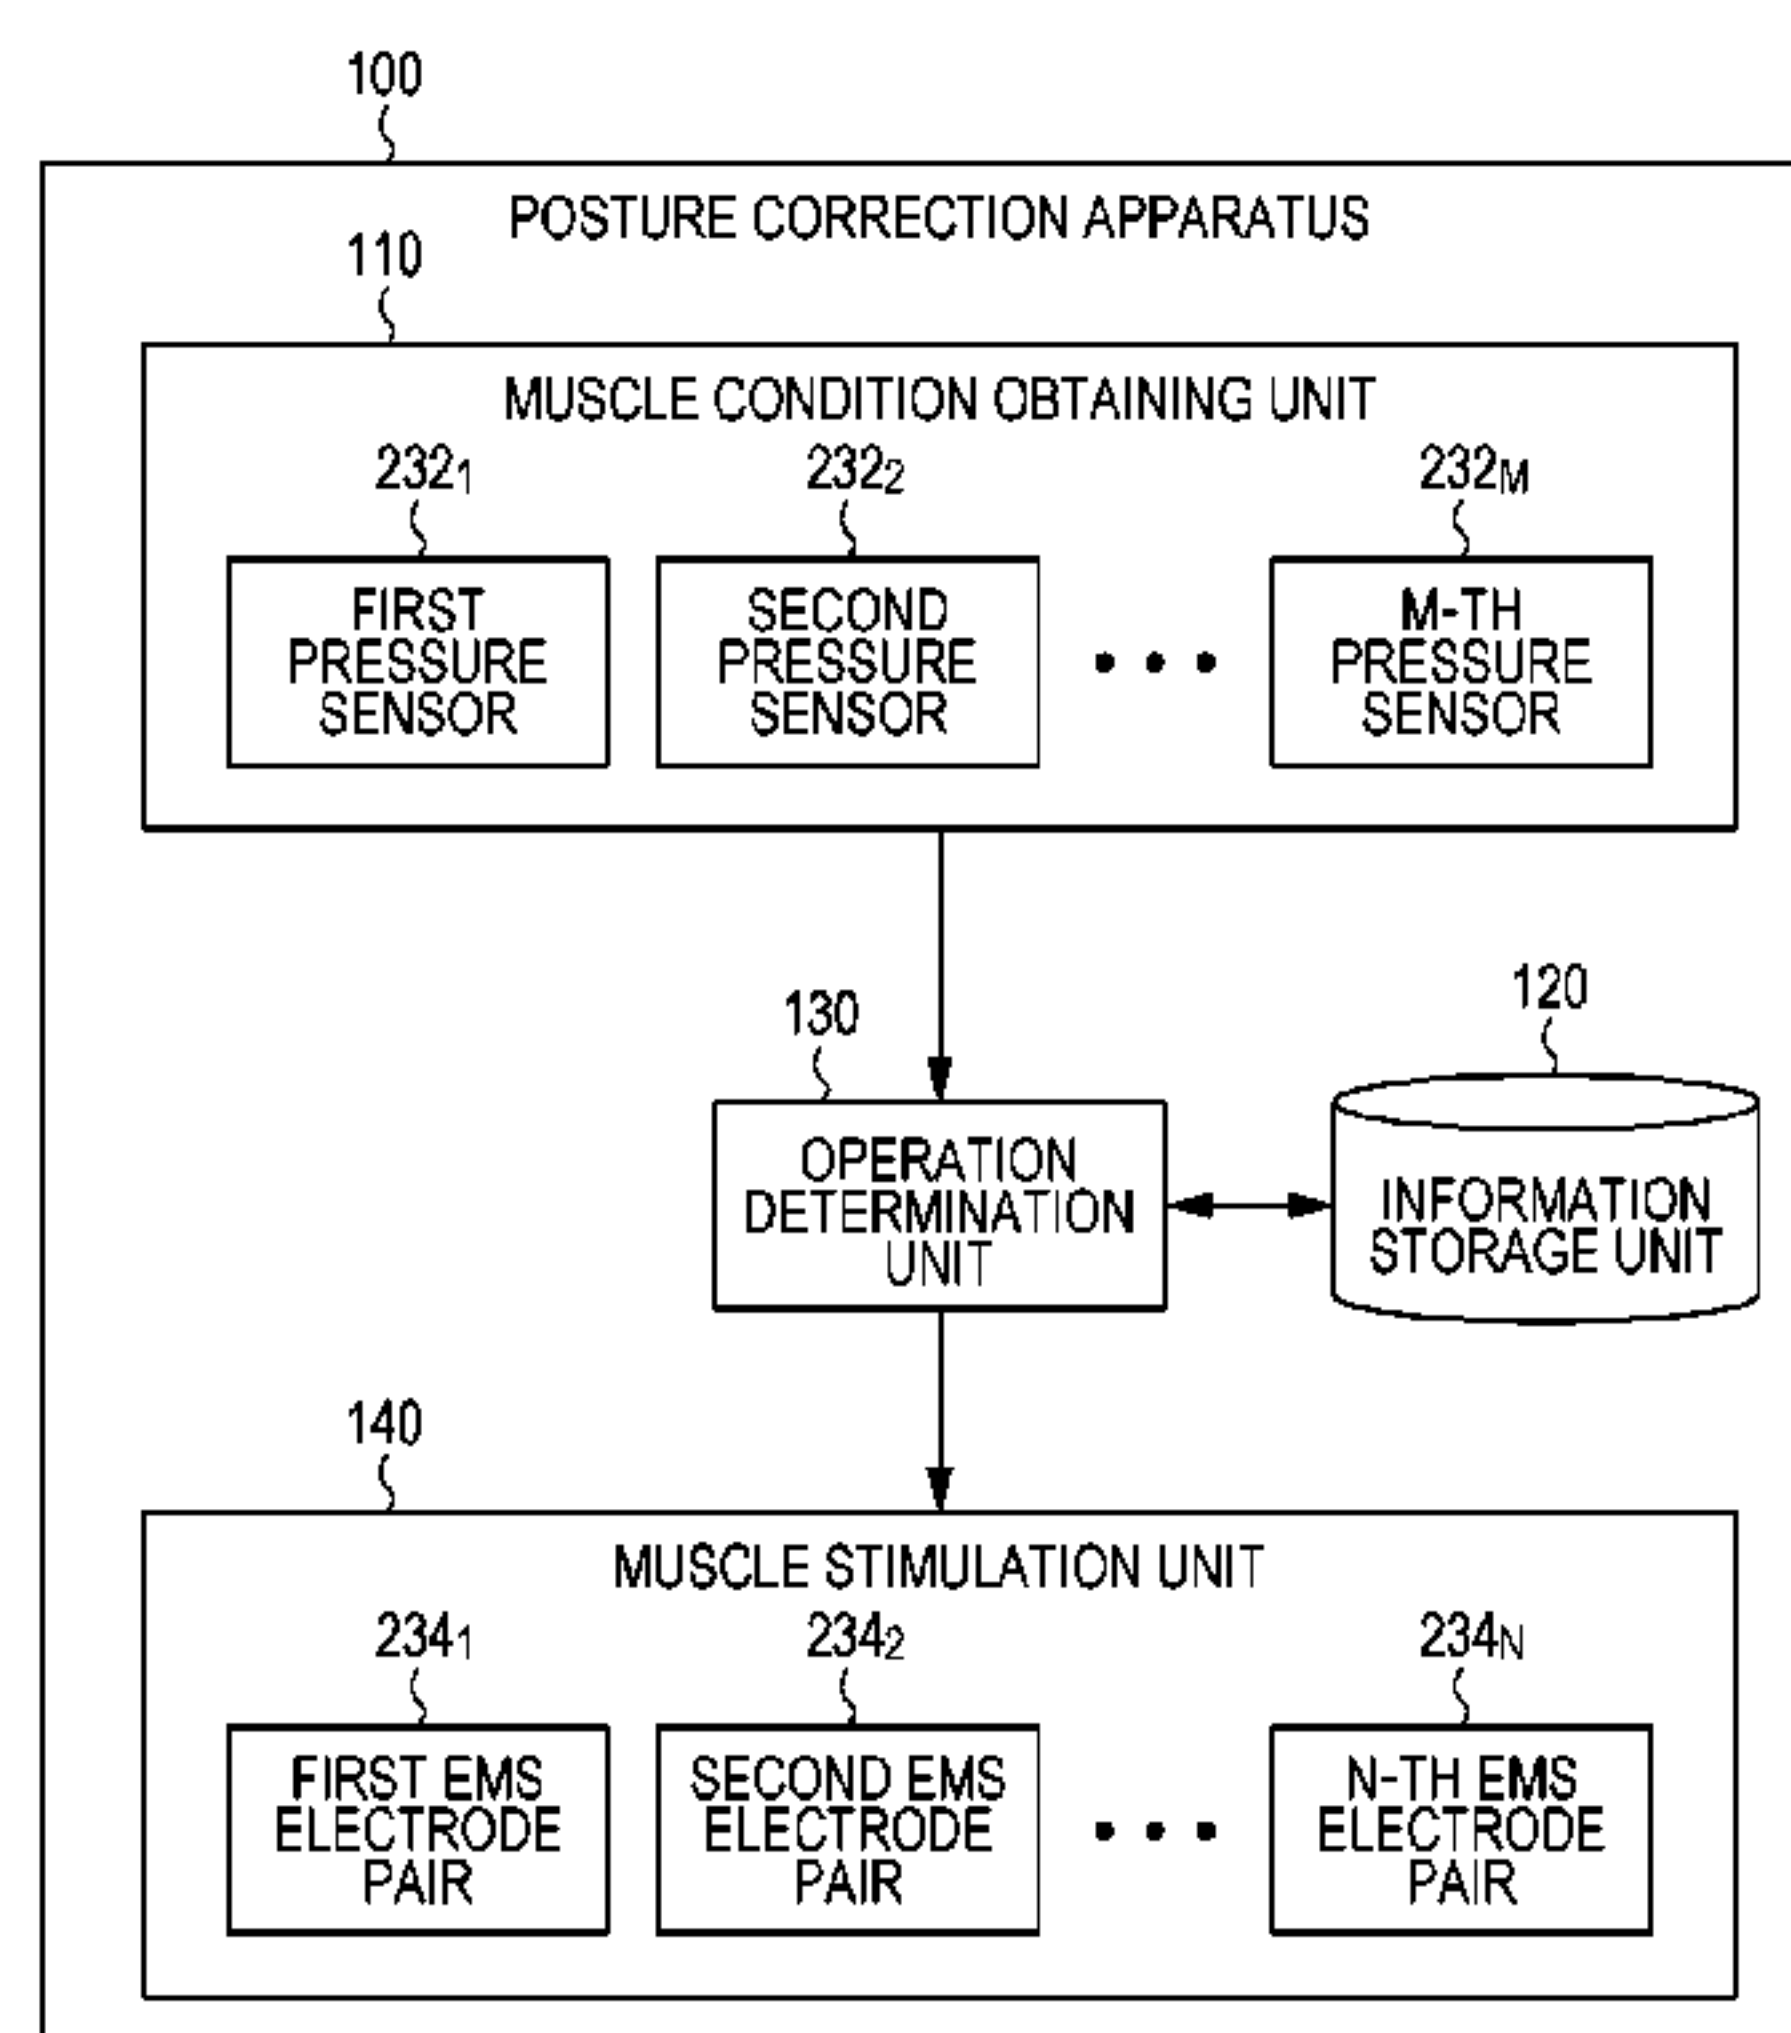 100
POSTURE CORRECTION APPARATUS
110
MUSCLE CONDITION OBTAINING UNIT
232₁ 232₂ 232M
FIRST
PRESSURE
SENSOR
SECOND
PRESSURE
SENSOR
M-TH
PRESSURE
SENSOR
130
120
OPERATION
DETERMINATION
UNIT
INFORMATION
STORAGE UNIT
140
MUSCLE STIMULATION UNIT
234₁ 234₂ 234N
FIRST EMS
ELECTRODE
PAIR
SECOND EMS
ELECTRODE
PAIR
N-TH EMS
ELECTRODE
PAIR